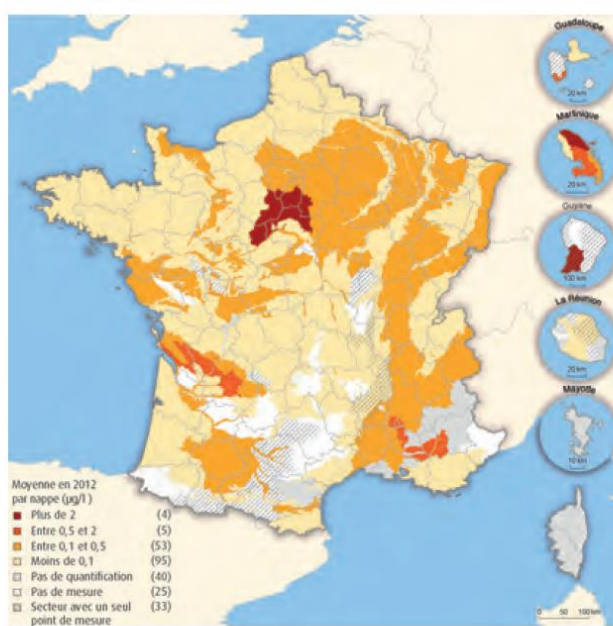 Guadeloupe
20 km
Martinique
20 km
Guyane
100 km
La Réunion
20 km
Mayotte
10 km
Moyenne en 2012
par nappe (µg/l )
Plus de 2 (4)
Entre 0,5 et 2 (5)
Entre 0,1 et 0,5 (53)
Moins de 0,1 (95)
Pas de quantification (40)
Pas de mesure (25)
Secteur avec un seul (33)
point de mesure
0 50 100 km